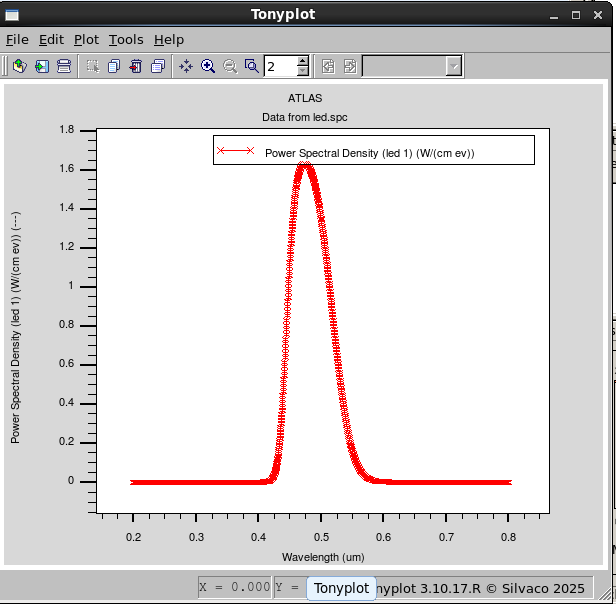 Tonyplot
File Edit Plot Tools Help
2
ATLAS
Data from led.spc
Power Spectral Density (led 1) (W/(cm ev))
Power Spectral Density (led 1) (W/(cm ev)) (---)
1.8
1.6
1.4
1.2
1
0.8
0.6
0.4
0.2
0
0.2 0.3 0.4 0.5 0.6 0.7 0.8
Wavelength (um)
X = 0.000 Y = Tonyplot nyplot 3.10.17.R © Silvaco 2025